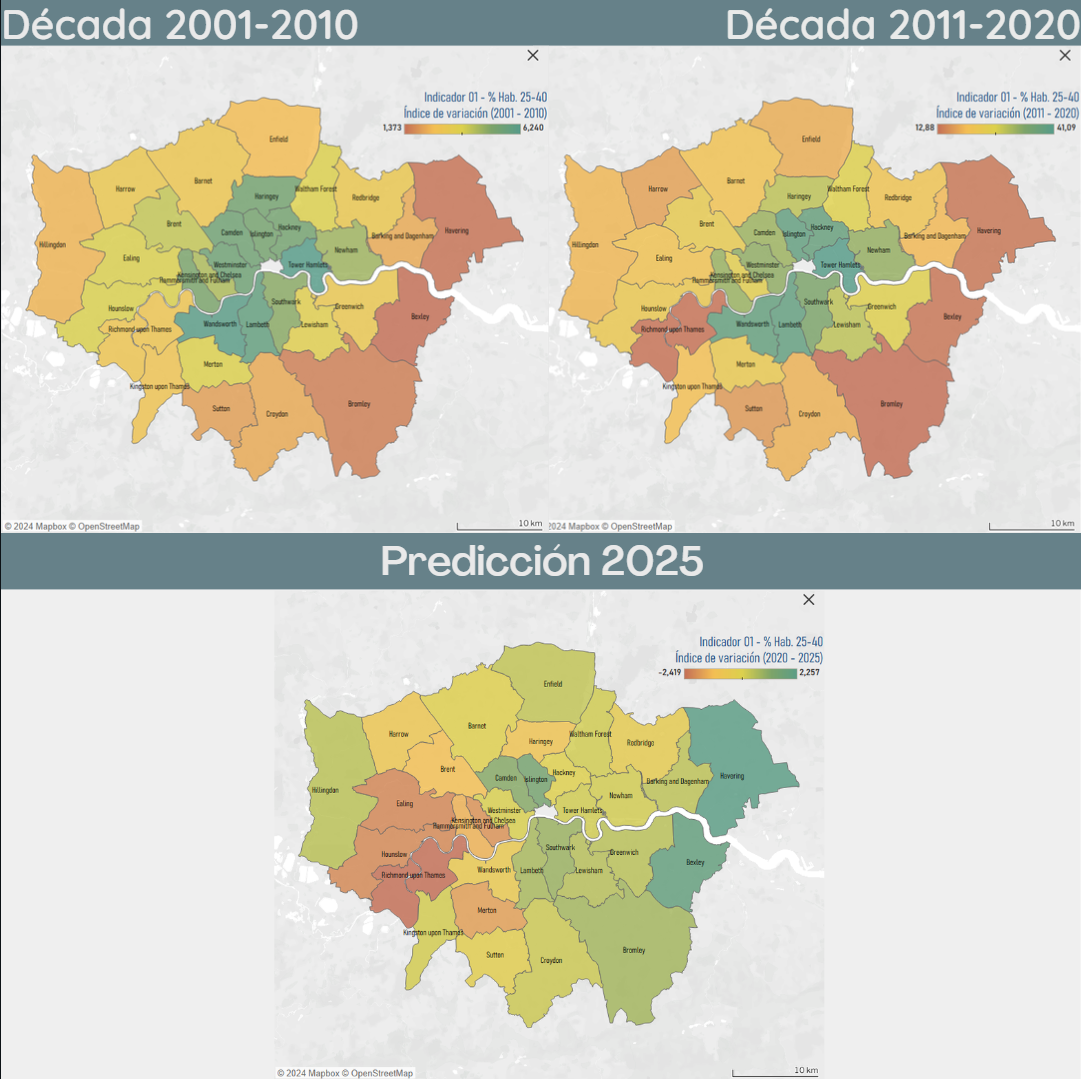 Década 2001-2010
Década 2011-2020
Indicador 01 - % Hab. 25-40
Índice de variación (2001 - 2010)
1,373
6,240
Enfield
Barnet
Harrow
Haringey
Waltham Forest
Redbridge
Havering
Hillingdon
Brent
Camden
Islington
Hackney
Barking and Dagenham
Ealing
Newham
Westminster
Tower Hamlets
Kensington and Chelsea
Hammersmith and Fulham
Hounslow
Southwark
Greenwich
Bexley
Richmond upon Thames
Wandsworth
Lambeth
Lewisham
Merton
Kingston upon Thames
Sutton
Croydon
Bromley
© 2024 Mapbox © OpenStreetMap
10 km
Indicador 01 - % Hab. 25-40
Índice de variación (2011 - 2020)
12,88
41,09
Enfield
Barnet
Harrow
Haringey
Waltham Forest
Redbridge
Havering
Hillingdon
Brent
Camden
Islington
Hackney
Barking and Dagenham
Ealing
Newham
Westminster
Tower Hamlets
Kensington and Chelsea
Hammersmith and Fulham
Hounslow
Southwark
Greenwich
Bexley
Richmond upon Thames
Wandsworth
Lambeth
Lewisham
Merton
Kingston upon Thames
Sutton
Croydon
Bromley
2024 Mapbox © OpenStreetMap
10 km
Predicción 2025
Indicador 01 - % Hab. 25-40
Índice de variación (2020 - 2025)
-2,419
2,257
Enfield
Barnet
Harrow
Haringey
Waltham Forest
Redbridge
Brent
Camden
Islington
Hackney
Havering
Barking and Dagenham
Hillingdon
Newham
Ealing
Westminster
Tower Hamlets
Kensington and Chelsea
Hammersmith and Fulham
Southwark
Greenwich
Hounslow
Bexley
Richmond upon Thames
Wandsworth
Lambeth
Lewisham
Merton
Kingston upon Thames
Bromley
Sutton
Croydon
© 2024 Mapbox © OpenStreetMap
10 km